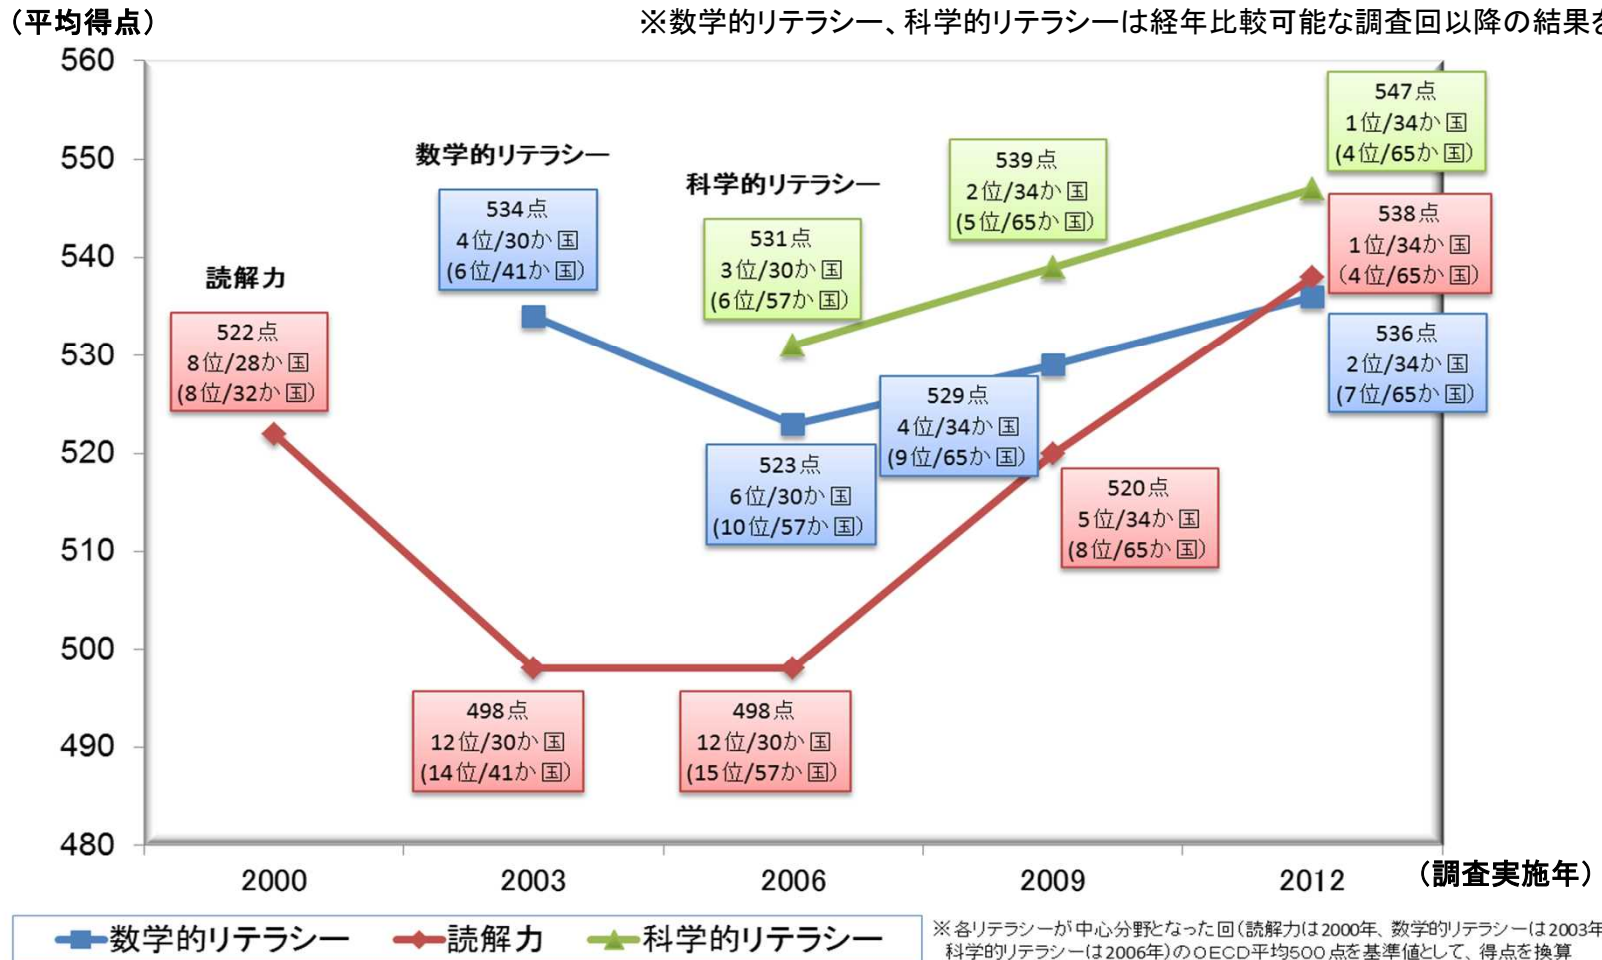 （平均得点）
※数学的リテラシー、科学的リテラシーは経年比較可能な調査回以降の結果を
560
550
540
530
520
510
500
490
480
読解力
522点
8位/28か国
(8位/32か国)
数学的リテラシー
534点
4位/30か国
(6位/41か国)
科学的リテラシー
531点
3位/30か国
(6位/57か国)
539点
2位/34か国
(5位/65か国)
547点
1位/34か国
(4位/65か国)
538点
1位/34か国
(4位/65か国)
536点
2位/34か国
(7位/65か国)
523点
6位/30か国
(10位/57か国)
529点
4位/34か国
(9位/65か国)
520点
5位/34か国
(8位/65か国)
498点
12位/30か国
(14位/41か国)
498点
12位/30か国
(15位/57か国)
2000 2003 2006 2009 2012 （調査実施年）
数学的リテラシー 読解力 科学的リテラシー
※各リテラシーが中心分野となった回（読解力は2000年、数学的リテラシーは2003年
科学的リテラシーは2006年）のOECD平均500点を基準値として、得点を換算